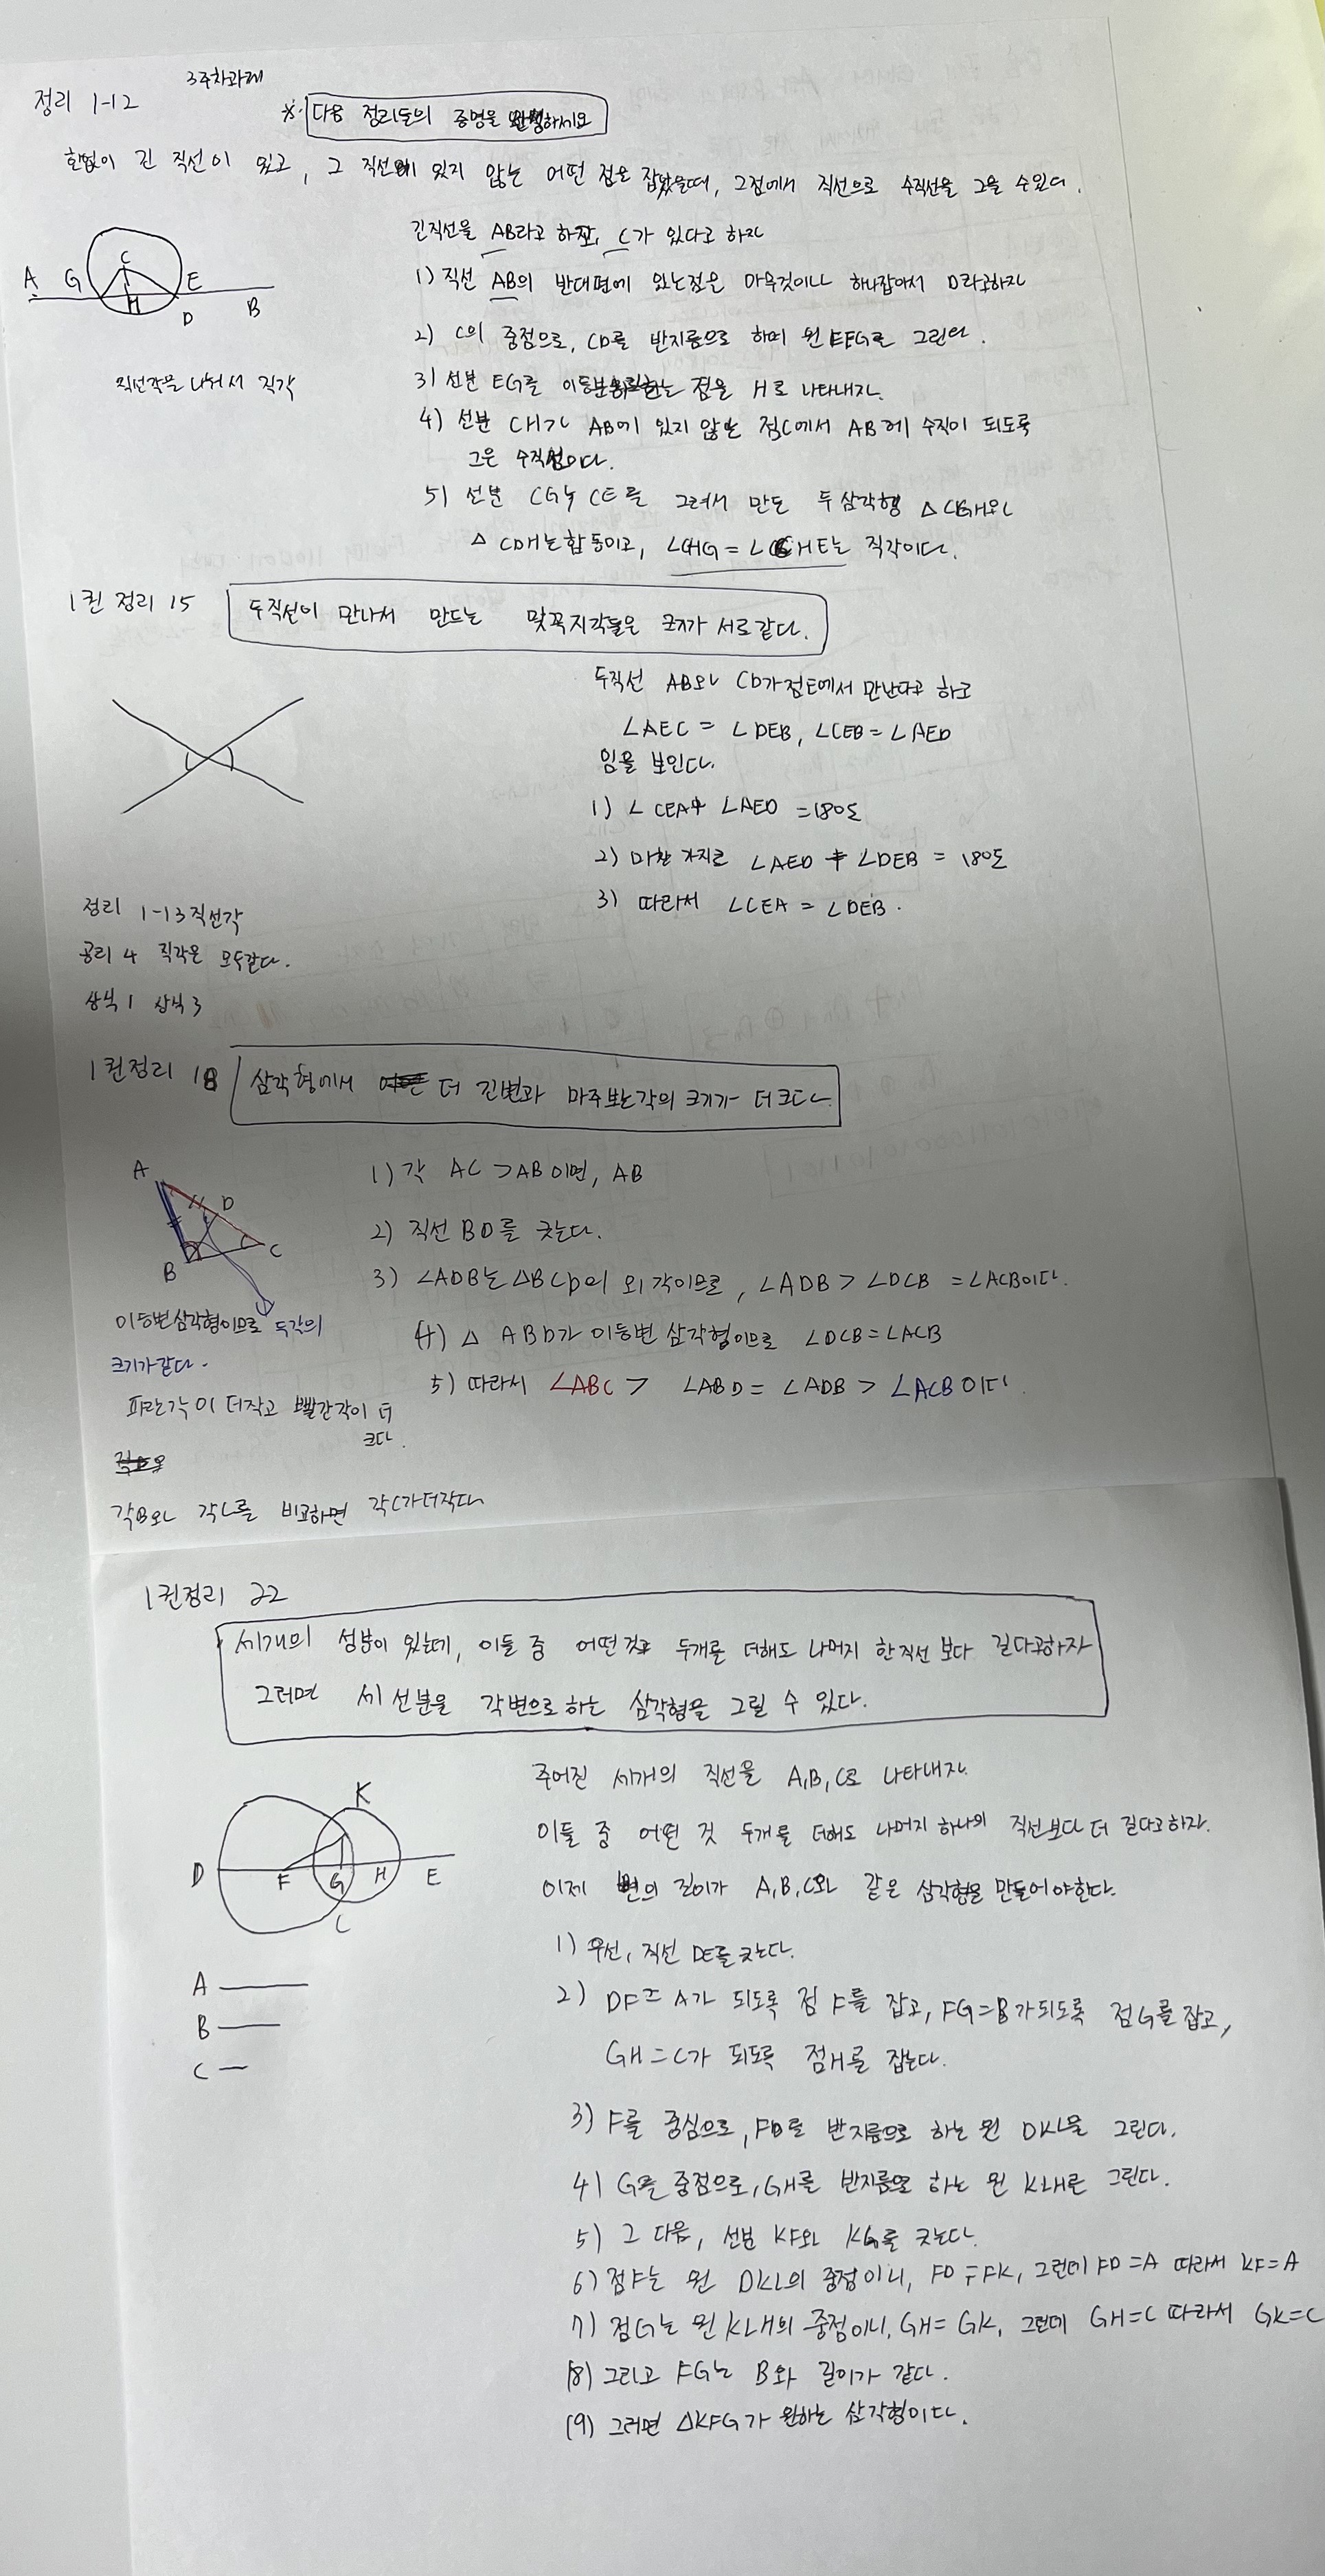 3주차과제
정리 1-12
※ 다음 정리들의 증명을 하세요
한없이 긴 직선이 있고, 그 직선에 있지 않는 어떤 점을 잡았을때, 그점에서 직선으로 수직선을 그을 수 있다.
긴직선을 AB라고 하고, C가 있다고 하자
1) 직선 AB의 반대편에 있는점은 아무것이나 하나잡아서 D라고하자
2) C의 중점으로, CD를 반지름으로 하여 원 EFG를 그린다.
3) 선분 EG를 이등분하는 점을 H로 나타내자.
4) 선분 CH가 AB에 있지 않는 점C에서 AB에 수직이 되도록
그은 수직선이다.
5) 선분 CG와 CE를 그려서 만든 두 삼각형 △CGH와
△CDH는 합동이고, ∠CHG = ∠CHE는 직각이다.
A G C E H D B
직선각을 나눠서 직각
1권 정리 15
두직선이 만나서 만드는 맞꼭지각들은 크기가 서로같다.
두직선 AB와 CD가 점E에서 만난다고 하고
∠AEC = ∠DEB, ∠CEB = ∠AED
임을 보인다.
1) ∠CEA + ∠AED = 180도
2) 마찬가지로 ∠AED + ∠DEB = 180도
3) 따라서 ∠CEA = ∠DEB.
정리 1-13 직선각
공리 4 직각은 모두같다.
상식1 상식3
1권정리 18
삼각형에서 더 긴변과 마주보는각의 크기가 더 크다
1) 각 AC > AB 이면, AB
2) 직선 BD를 긋는다.
3) ∠ADB는 △BCD의 외각이므로, ∠ADB > ∠DCB = ∠ACB이다.
(4) △ABD가 이등변 삼각형이므로 ∠DCB = ∠ACB
5) 따라서 ∠ABC > ∠ABD = ∠ADB > ∠ACB이다
A D B C
이등변삼각형이므로 두각의
크기가 같다.
파란각이 더작고 빨간각이 더
크다.
각B와 각C를 비교하면 각C가더작다
1권정리 22
세개의 선분이 있는데, 이들 중 어떤것 두개를 더해도 나머지 한직선 보다 길다고하자
그러면 세 선분을 각변으로 하는 삼각형을 그릴 수 있다.
주어진 세개의 직선을 A,B,C로 나타내자.
이들 중 어떤 것 두개를 더해도 나머지 하나의 직선보다 더 길다고 하자.
이제 변의 길이가 A,B,C와 같은 삼각형을 만들어야한다.
1) 우선, 직선 DE를 긋는다.
2) DF = A가 되도록 점 F를 잡고, FG=B가되도록 점G를 잡고,
GH=C가 되도록 점H를 잡는다.
3) F를 중심으로, FD를 반지름으로 하는 원 DKL을 그린다.
4) G를 중점으로, GH를 반지름으로 하는 원 KLH를 그린다.
5) 그 다음, 선분 KF와 KG를 긋는다.
6) 점F는 원 DKL의 중점이니, FD = FK, 그런데 FD=A 따라서 KF=A
7) 점G는 원 KLH의 중점이니, GH = GK, 그런데 GH=C 따라서 GK=C
(8) 그리고 FG는 B와 길이가 같다.
(9) 그러면 △KFG가 원하는 삼각형이다.
K D F G H E L
A
B
C